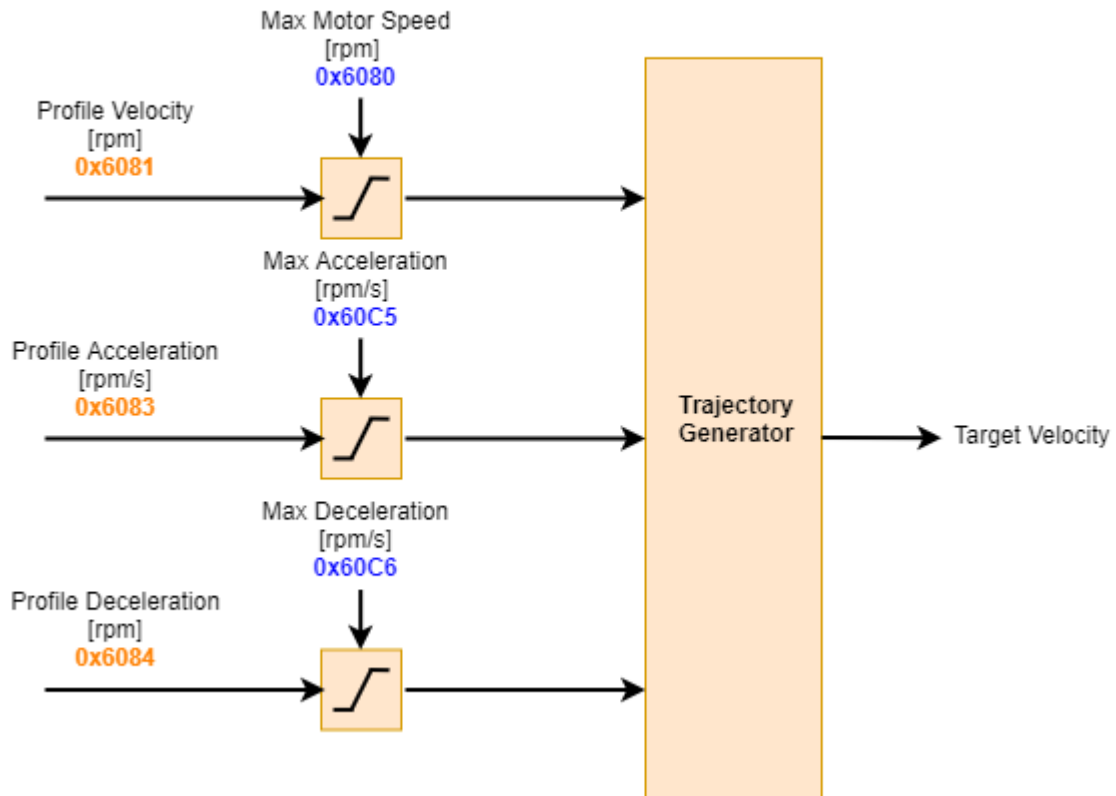 Max Motor Speed
[rpm]
0x6080
Profile Velocity
[rpm]
0x6081
Max Acceleration
[rpm/s]
0x60C5
Profile Acceleration
[rpm/s]
0x6083
Trajectory
Generator
Target Velocity
Max Deceleration
[rpm/s]
0x60C6
Profile Deceleration
[rpm]
0x6084